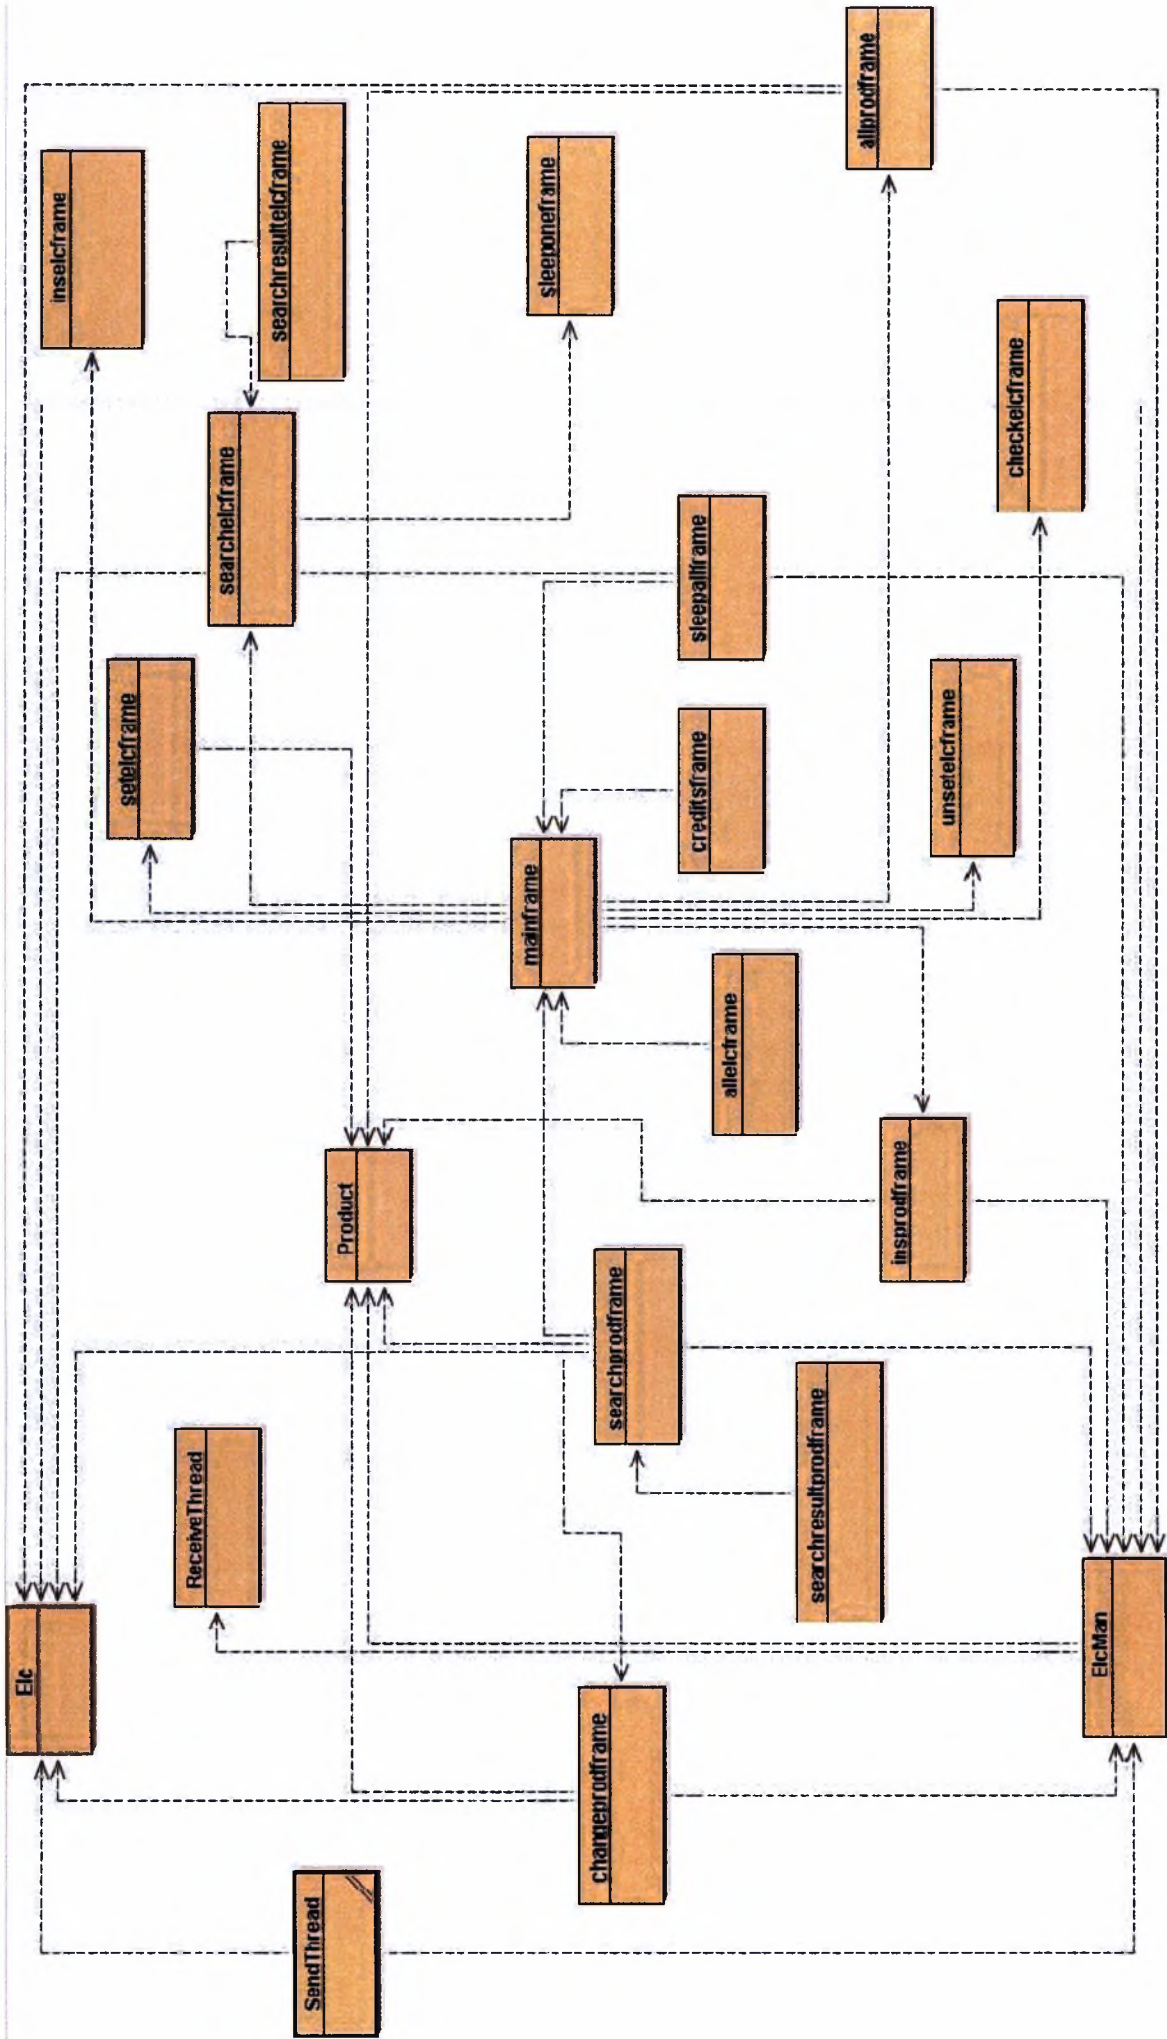 Elc
inselcframe
setelcframe
ReceiveThread
searchelcframe
searchresultelcframe
SendThread
Product
mainframe
sleeponeframe
changeprodframe
searchprodframe
creditsframe
sleepallframe
allelcframe
searchresultprodframe
allprodframe
insprodframe
unsetelcframe
checkelcframe
ElcMan